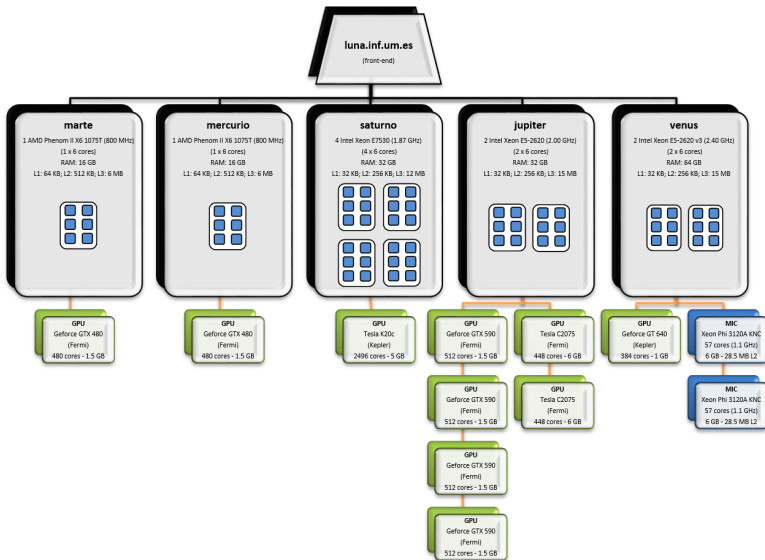 luna.inf.um.es
(front-end)
marte
1 AMD Phenom II X6 1075T (800 MHz)
(1 x 6 cores)
RAM: 16 GB
L1: 64 KB; L2: 512 KB; L3: 6 MB
mercurio
1 AMD Phenom II X6 1075T (800 MHz)
(1 x 6 cores)
RAM: 16 GB
L1: 64 KB; L2: 512 KB; L3: 6 MB
saturno
4 Intel Xeon E7530 (1.87 GHz)
(4 x 6 cores)
RAM: 32 GB
L1: 32 KB; L2: 256 KB; L3: 12 MB
jupiter
2 Intel Xeon E5-2620 (2.00 GHz)
(2 x 6 cores)
RAM: 32 GB
L1: 32 KB; L2: 256 KB; L3: 15 MB
venus
2 Intel Xeon E5-2620 v3 (2.40 GHz)
(2 x 6 cores)
RAM: 64 GB
L1: 32 KB; L2: 256 KB, L3: 15 MB
GPU
Geforce GTX 480
(Fermi)
480 cores - 1.5 GB
GPU
Geforce GTX 480
(Fermi)
480 cores - 1.5 GB
GPU
Tesla K20c
(Kepler)
2496 cores - 5 GB
GPU
Geforce GTX 590
(Fermi)
512 cores - 1.5 GB
GPU
Tesla C2075
(Fermi)
448 cores - 6 GB
GPU
Geforce GT 640
(Kepler)
384 cores - 1 GB
MIC
Xeon Phi 3120A KNC
57 cores (1.1 GHz)
6 GB - 28.5 MB L2
GPU
Geforce GTX 590
(Fermi)
512 cores - 1.5 GB
GPU
Tesla C2075
(Fermi)
448 cores - 6 GB
MIC
Xeon Phi 3120A KNC
57 cores (1.1 GHz)
6 GB - 28.5 MB L2
GPU
Geforce GTX 590
(Fermi)
512 cores - 1.5 GB
GPU
Geforce GTX 590
(Fermi)
512 cores - 1.5 GB